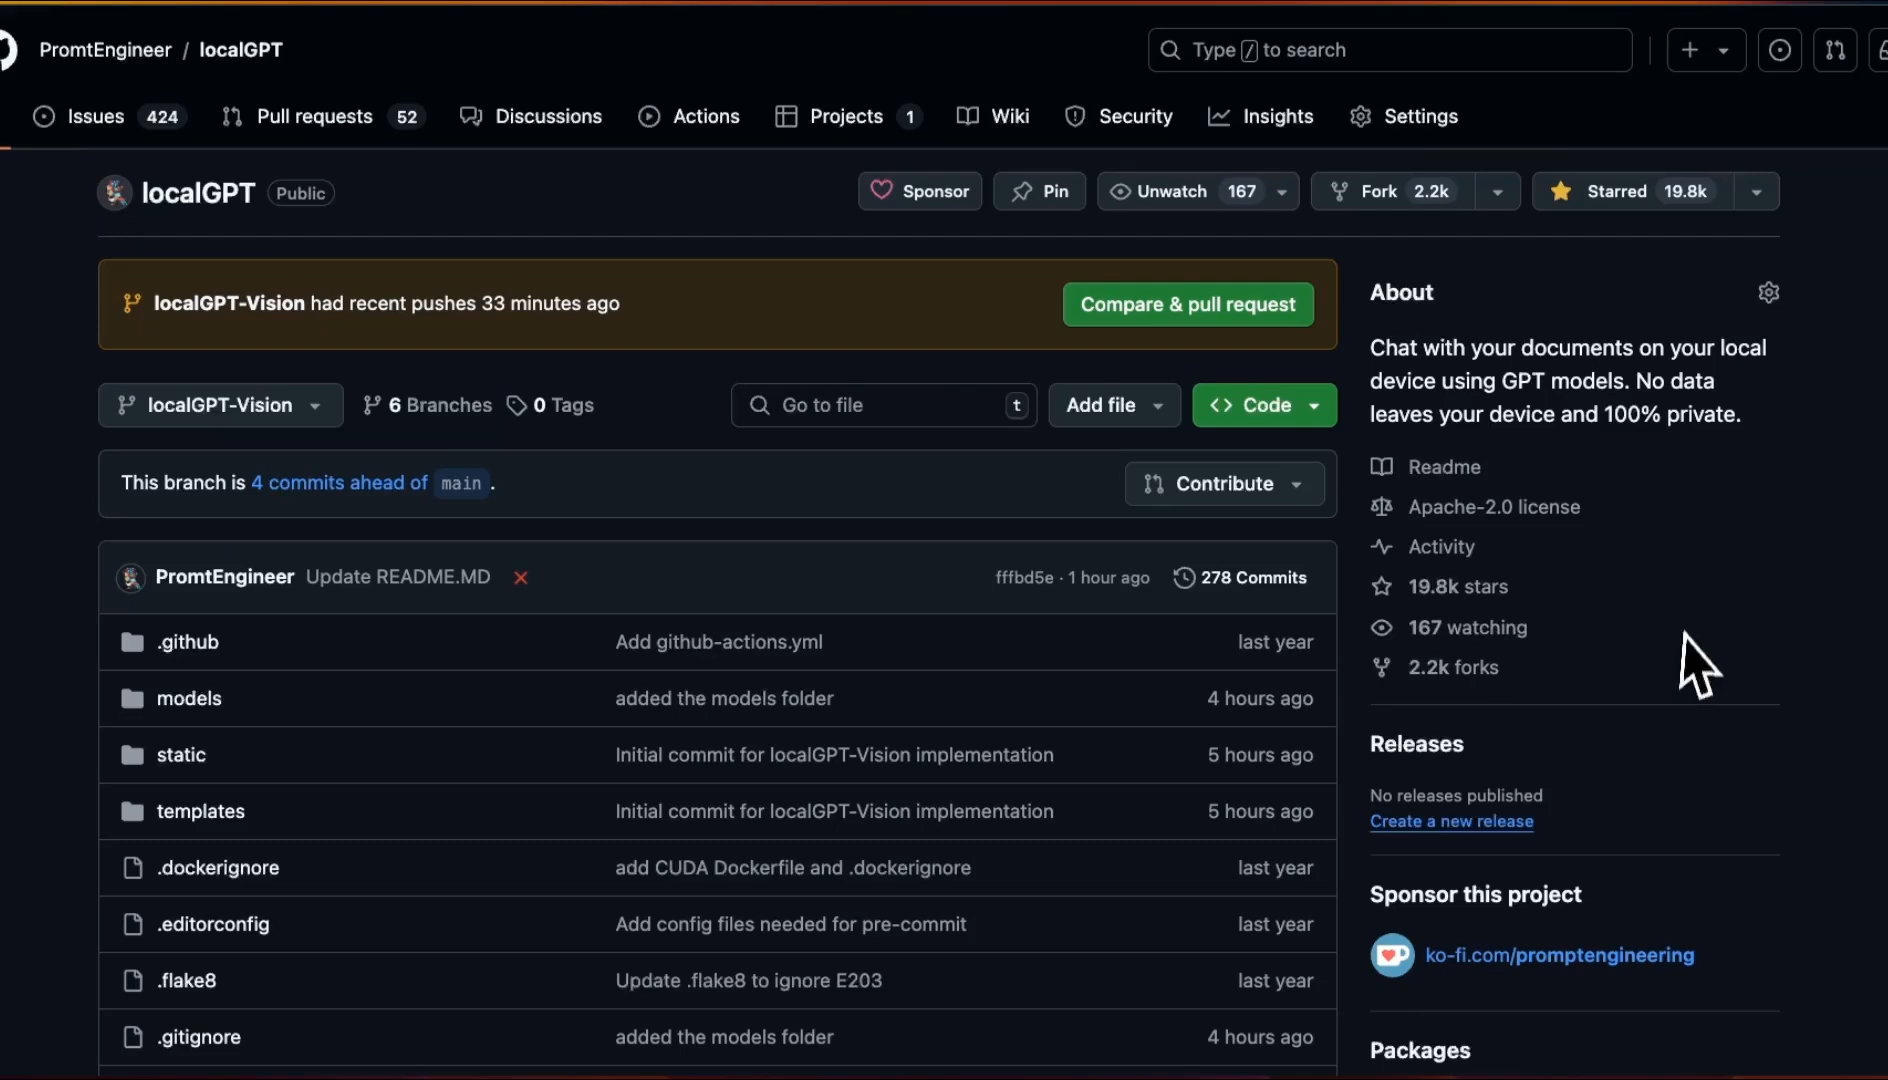 PromtEngineer / localGPT
Type / to search
Issues 424 Pull requests 52 Discussions Actions Projects 1 Wiki Security Insights Settings
localGPT Public
Sponsor Pin Unwatch 167 Fork 2.2k Starred 19.8k
localGPT-Vision had recent pushes 33 minutes ago
Compare & pull request
localGPT-Vision 6 Branches 0 Tags
Go to file t Add file Code
This branch is 4 commits ahead of main .
Contribute
PromtEngineer Update README.MD fffbd5e · 1 hour ago 278 Commits
.github Add github-actions.yml last year
models added the models folder 4 hours ago
static Initial commit for localGPT-Vision implementation 5 hours ago
templates Initial commit for localGPT-Vision implementation 5 hours ago
.dockerignore add CUDA Dockerfile and .dockerignore last year
.editorconfig Add config files needed for pre-commit last year
.flake8 Update .flake8 to ignore E203 last year
.gitignore added the models folder 4 hours ago
About
Chat with your documents on your local
device using GPT models. No data
leaves your device and 100% private.
Readme
Apache-2.0 license
Activity
19.8k stars
167 watching
2.2k forks
Releases
No releases published
Create a new release
Sponsor this project
ko-fi.com/promptengineering
Packages